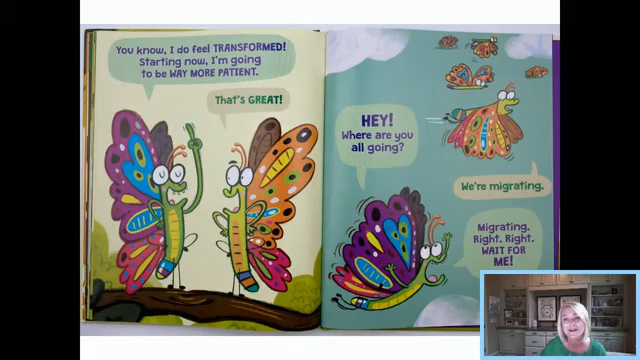 You know, I do feel TRANSFORMED!
Starting now, I'm going
to be WAY MORE PATIENT.
That's GREAT!
HEY!
Where are you
all going?
We're migrating.
Migrating.
Right. Right.
WAIT FOR
ME!